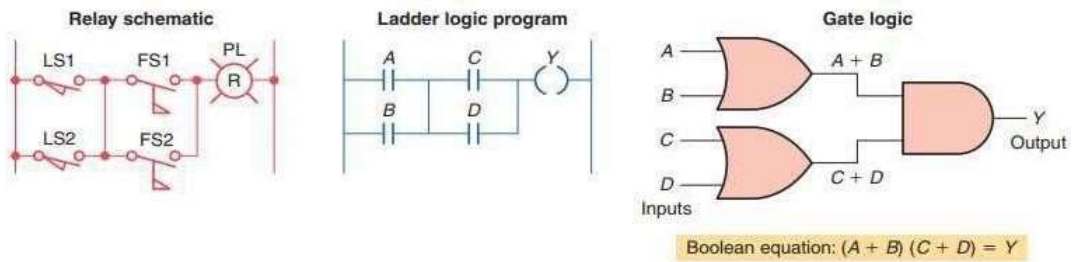 Relay schematic
LS1
FS1
PL
R
LS2
FS2
Ladder logic program
A
C
Y
B
D
Gate logic
A
B
A + B
C
D
C + D
Inputs
Y
Output
Boolean equation: (A + B) (C + D) = Y